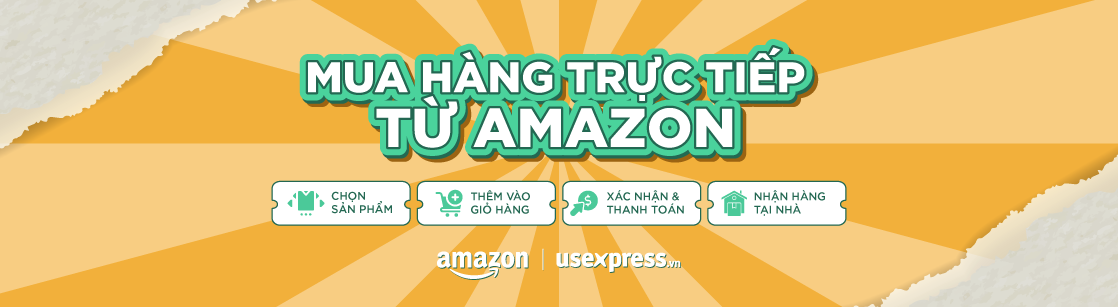 MUA HÀNG TRỰC TIẾP
TỪ AMAZON
CHỌN
SẢN PHẨM
THÊM VÀO
GIỎ HÀNG
XÁC NHẬN &
THANH TOÁN
NHẬN HÀNG
TẠI NHÀ
amazon | usexpress.vn